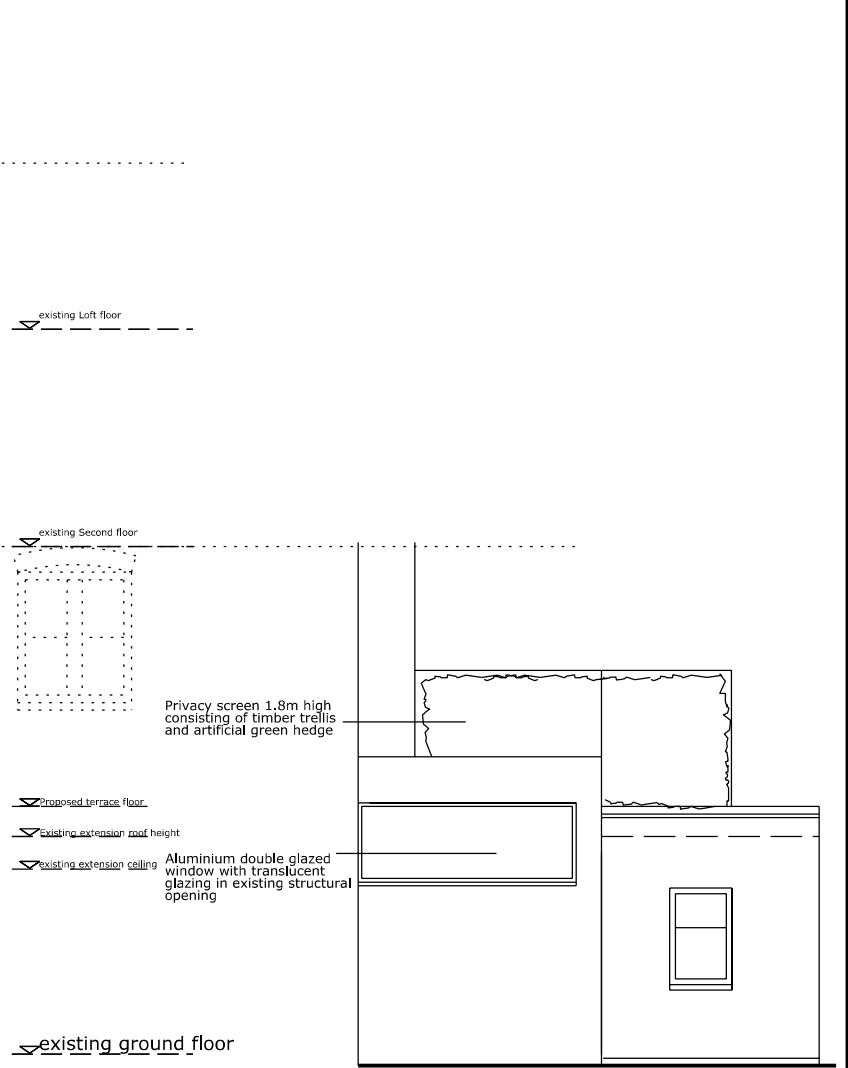 existing Loft floor
existing Second floor
Privacy screen 1.8m high
consisting of timber trellis
and artificial green hedge
Proposed terrace floor
Existing extension roof height
existing extension ceiling
Aluminium double glazed
window with translucent
glazing in existing structural
opening
existing ground floor